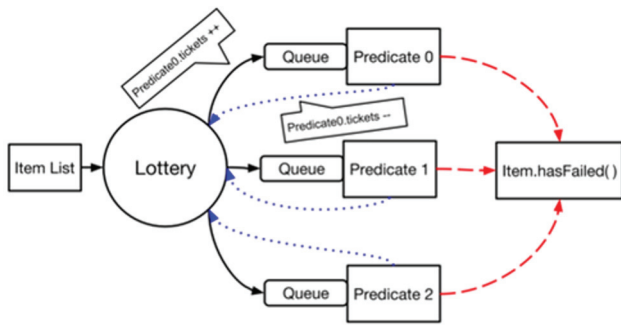 Predicate0.tickets ++
Queue
Predicate 0
Predicate0.tickets --
Item List
Lottery
Queue
Predicate 1
Item.hasFailed( )
Queue
Predicate 2